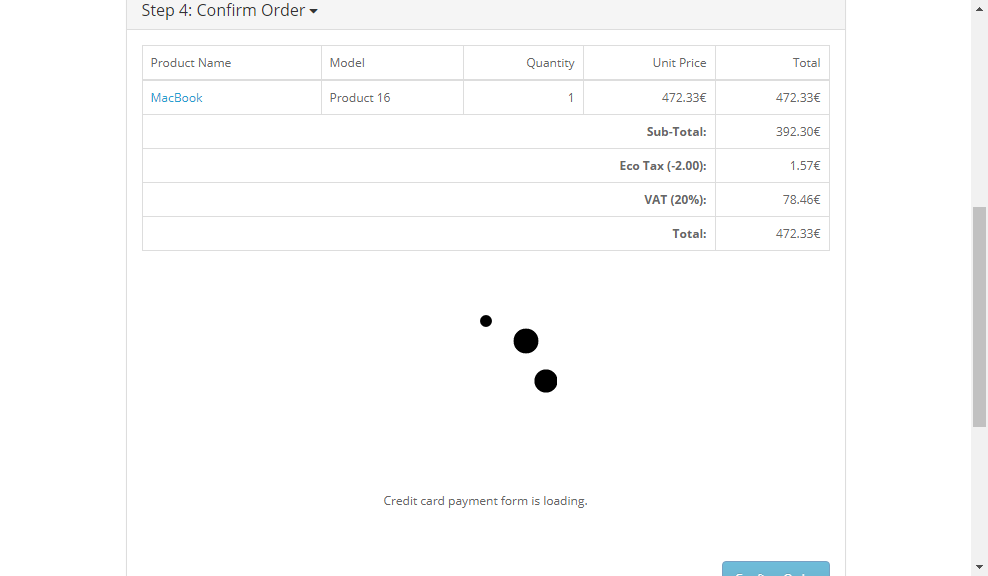 Step 4: Confirm Order
Product Name Model Quantity Unit Price Total
MacBook Product 16 1 472.33€ 472.33€
Sub-Total: 392.30€
Eco Tax (-2.00): 1.57€
VAT (20%): 78.46€
Total: 472.33€
Credit card payment form is loading.